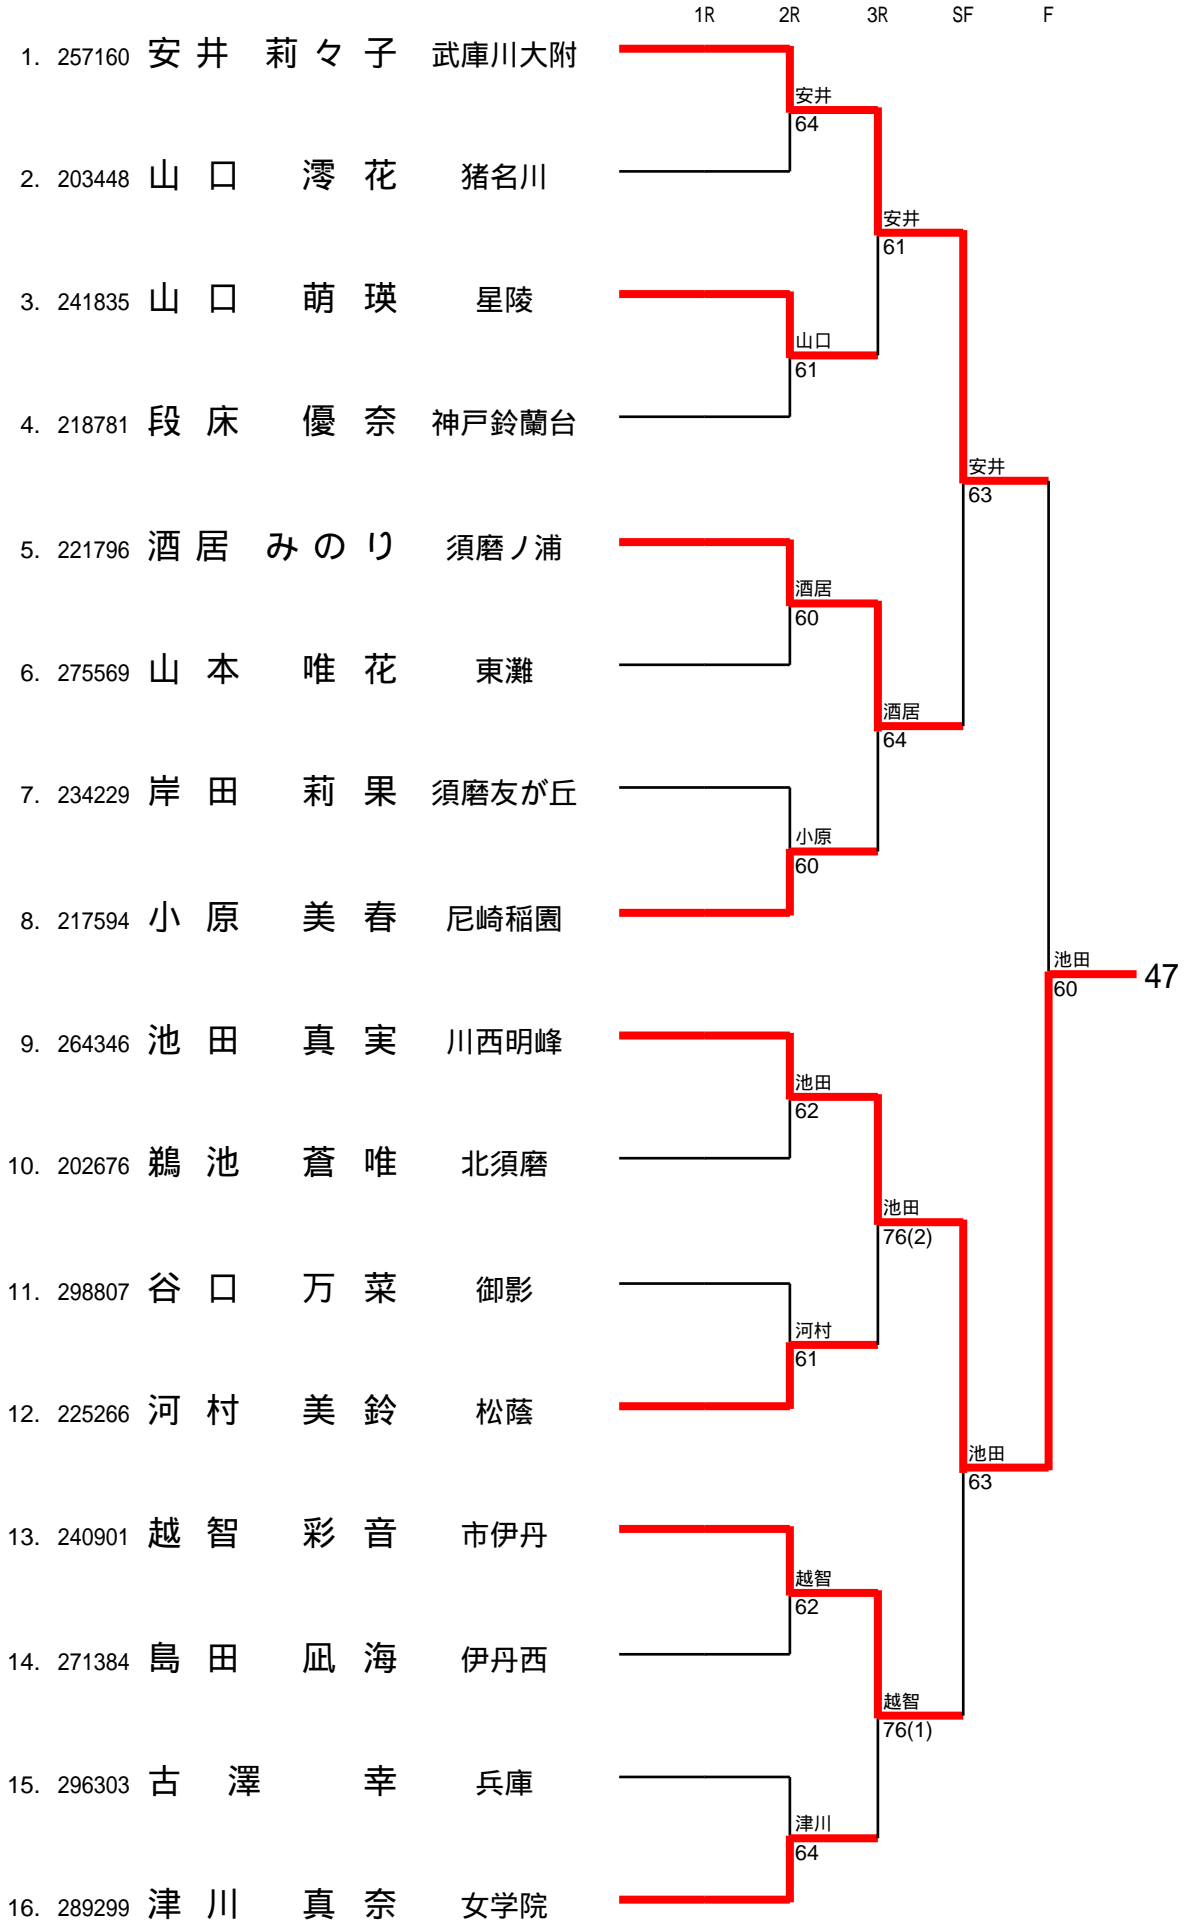 1R 2R 3R SF F
1. 257160 安井 莉々子 武庫川大附
安井
64
2. 203448 山口 澪花 猪名川
安井
61
3. 241835 山口 萌瑛 星陵
山口
61
4. 218781 段床 優奈 神戸鈴蘭台
安井
63
5. 221796 酒居 みのり 須磨ノ浦
酒居
60
6. 275569 山本 唯花 東灘
酒居
64
7. 234229 岸田 莉果 須磨友が丘
小原
60
8. 217594 小原 美春 尼崎稲園
池田
60
47
9. 264346 池田 真実 川西明峰
池田
62
10. 202676 鵜池 蒼唯 北須磨
池田
76(2)
11. 298807 谷口 万菜 御影
河村
61
12. 225266 河村 美鈴 松蔭
池田
63
13. 240901 越智 彩音 市伊丹
越智
62
14. 271384 島田 凪海 伊丹西
越智
76(1)
15. 296303 古澤 幸 兵庫
津川
64
16. 289299 津川 真奈 女学院